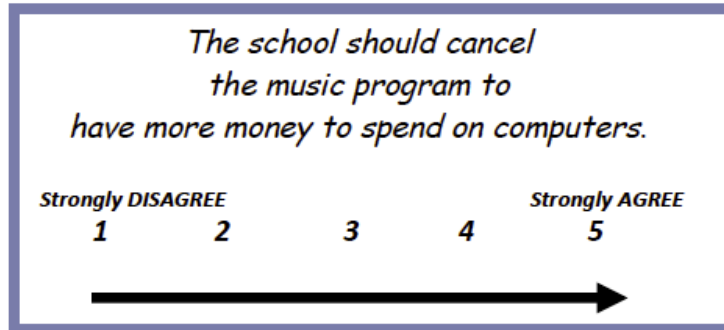 The school should cancel
the music program to
have more money to spend on computers.
Strongly DISAGREE Strongly AGREE
1 2 3 4 5